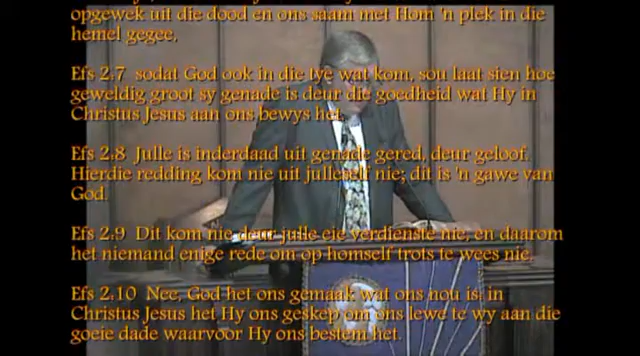 opgewek uit die dood en ons saam met Hom 'n plek in die
hemel gegee,
Efs 2:7 sodat God ook in die tye wat kom, sou laat sien hoe
geweldig groot sy genade is deur die goedheid wat Hy in
Christus Jesus aan ons bewys het.
Efs 2:8 Julle is inderdaad uit genade gered, deur geloof.
Hierdie redding kom nie uit julleself nie; dit is 'n gawe van
God.
Efs 2:9 Dit kom nie deur julle eie verdienste nie, en daarom
het niemand enige rede om op homself trots te wees nie.
Efs 2:10 Nee, God het ons gemaak wat ons nou is: in
Christus Jesus het Hy ons geskep om ons lewe te wy aan die
goeie dade waarvoor Hy ons bestem het.